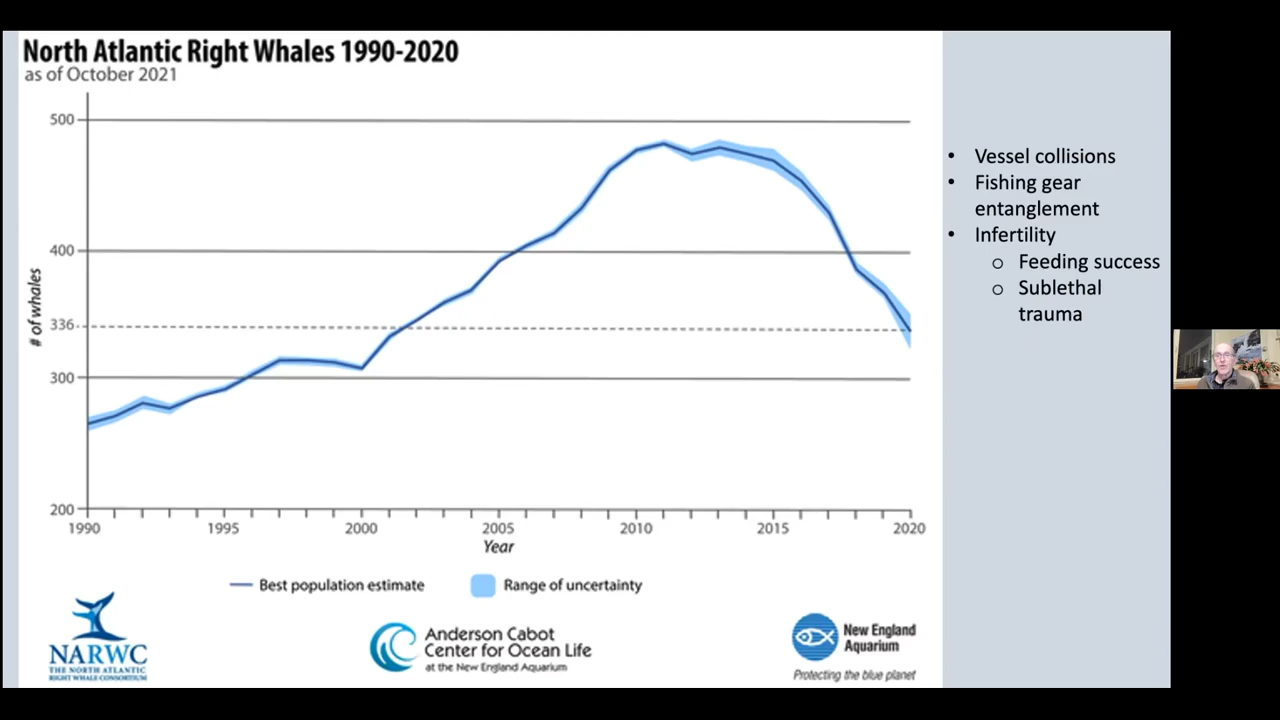 North Atlantic Right Whales 1990-2020
as of October 2021
500
400
336
300
200
# of whales
1990
1995
2000
2005
2010
2015
2020
Year
Best population estimate
Range of uncertainty
NARWC
THE NORTH ATLANTIC
RIGHT WHALE CONSORTIUM
Anderson Cabot
Center for Ocean Life
at the New England Aquarium
New England
Aquarium
Protecting the blue planet
• Vessel collisions
• Fishing gear
entanglement
• Infertility
o Feeding success
o Sublethal
trauma